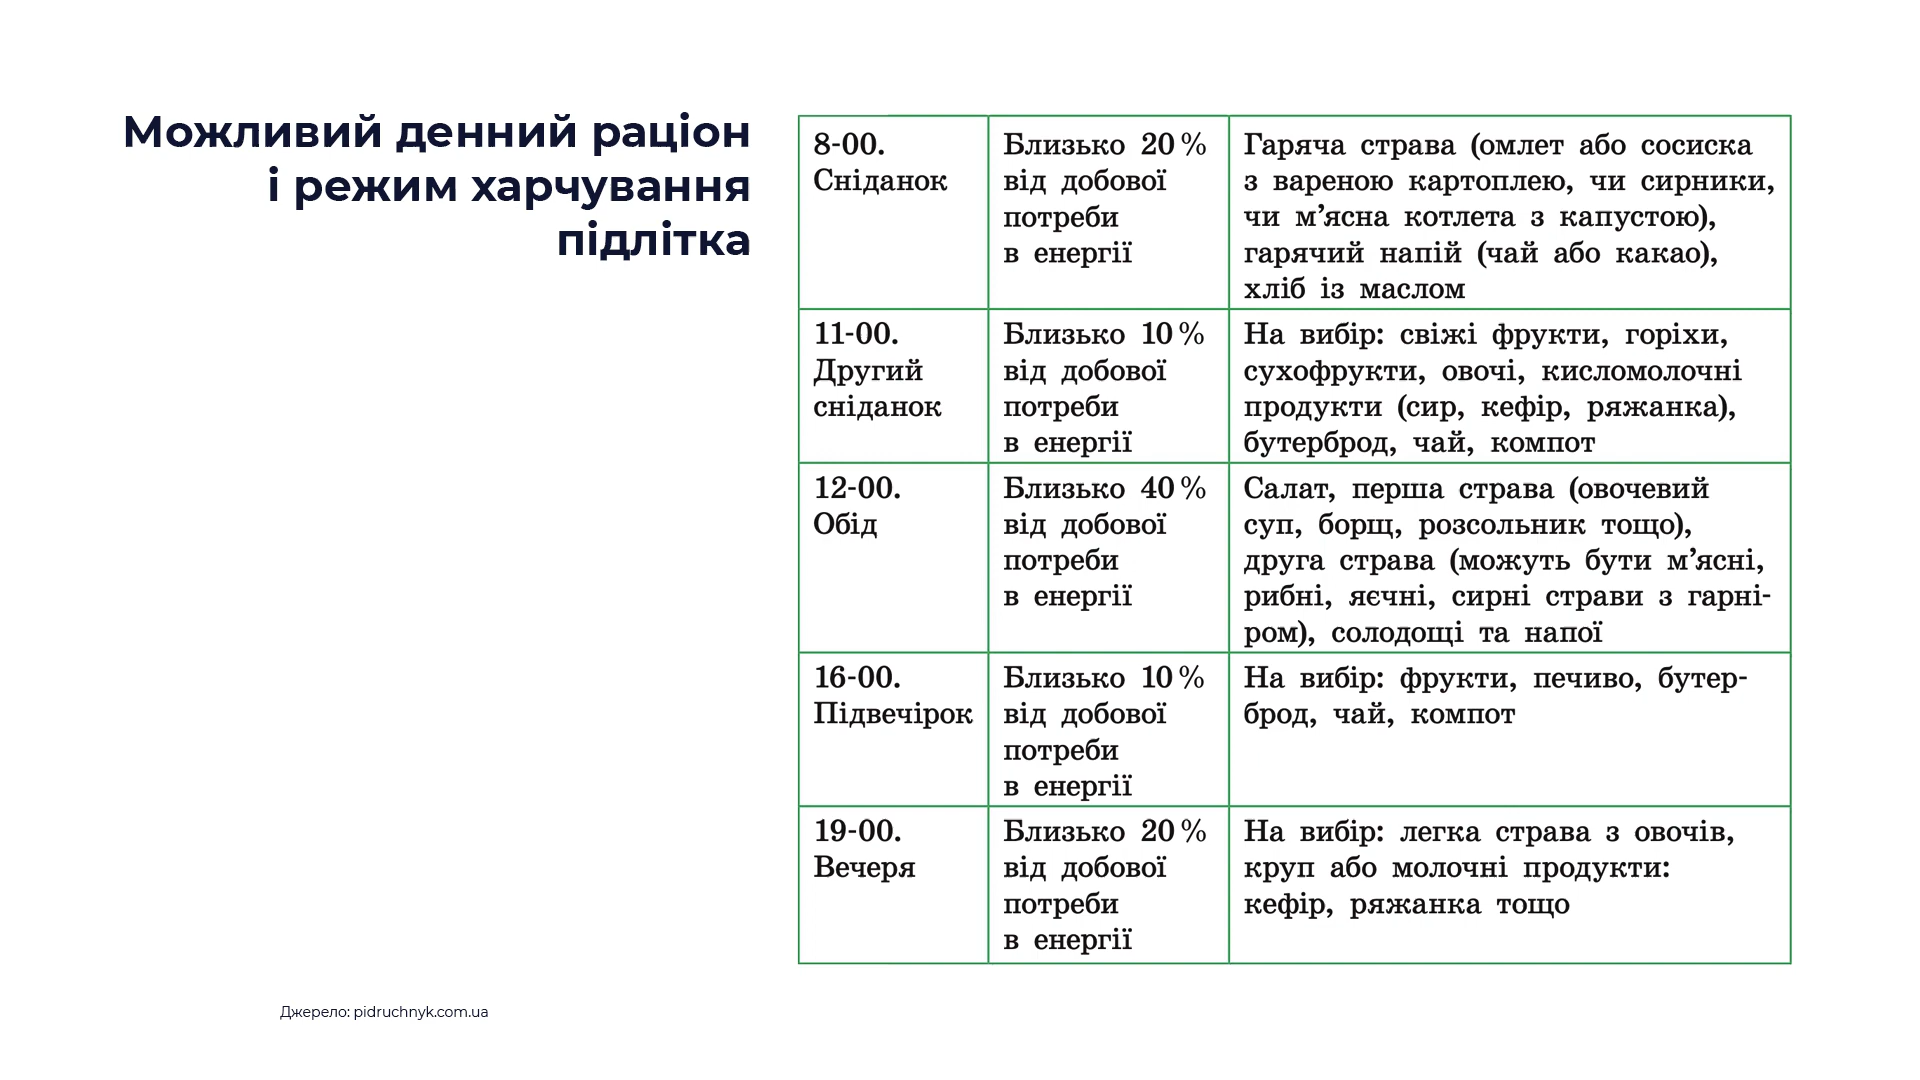 Можливий денний раціон
і режим харчування
підлітка
8-00.
Сніданок
Близько 20 %
від добової
потреби
в енергії
Гаряча страва (омлет або сосиска
з вареною картоплею, чи сирники,
чи м’ясна котлета з капустою),
гарячий напій (чай або какао),
хліб із маслом
11-00.
Другий
сніданок
Близько 10 %
від добової
потреби
в енергії
На вибір: свіжі фрукти, горіхи,
сухофрукти, овочі, кисломолочні
продукти (сир, кефір, ряжанка),
бутерброд, чай, компот
12-00.
Обід
Близько 40 %
від добової
потреби
в енергії
Салат, перша страва (овочевий
суп, борщ, розсольник тощо),
друга страва (можуть бути м’ясні,
рибні, яєчні, сирні страви з гарні-
ром), солодощі та напої
16-00.
Підвечірок
Близько 10 %
від добової
потреби
в енергії
На вибір: фрукти, печиво, бутер-
брод, чай, компот
19-00.
Вечеря
Близько 20 %
від добової
потреби
в енергії
На вибір: легка страва з овочів,
круп або молочні продукти:
кефір, ряжанка тощо
Джерело: pidruchnyk.com.ua